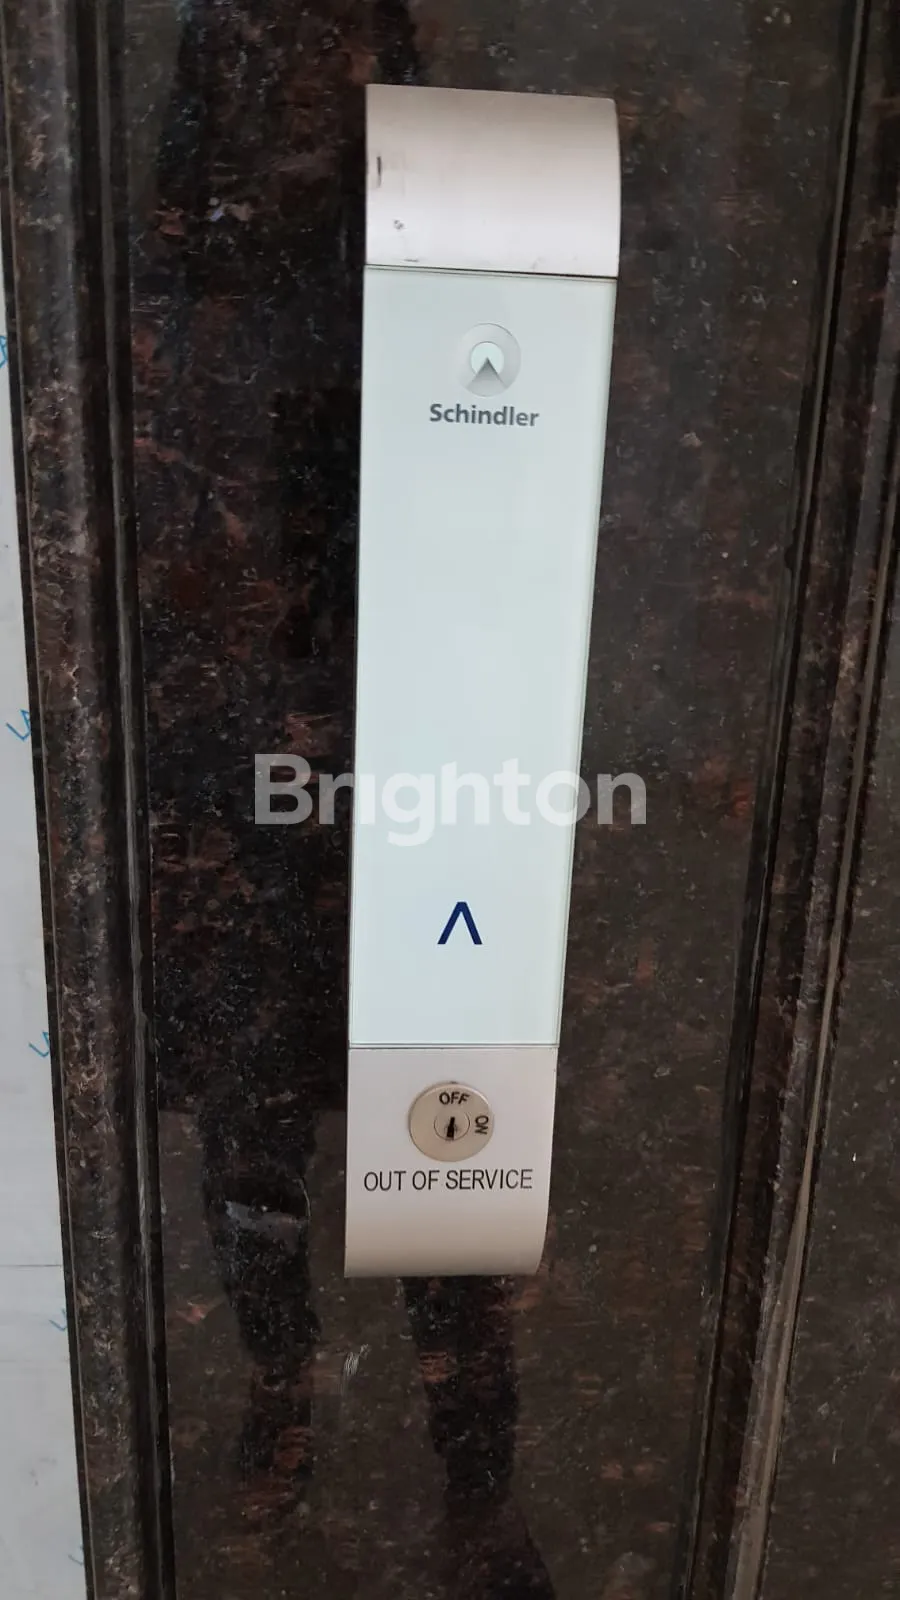 Schindler
Brighton
OFF
ON
OUT OF SERVICE